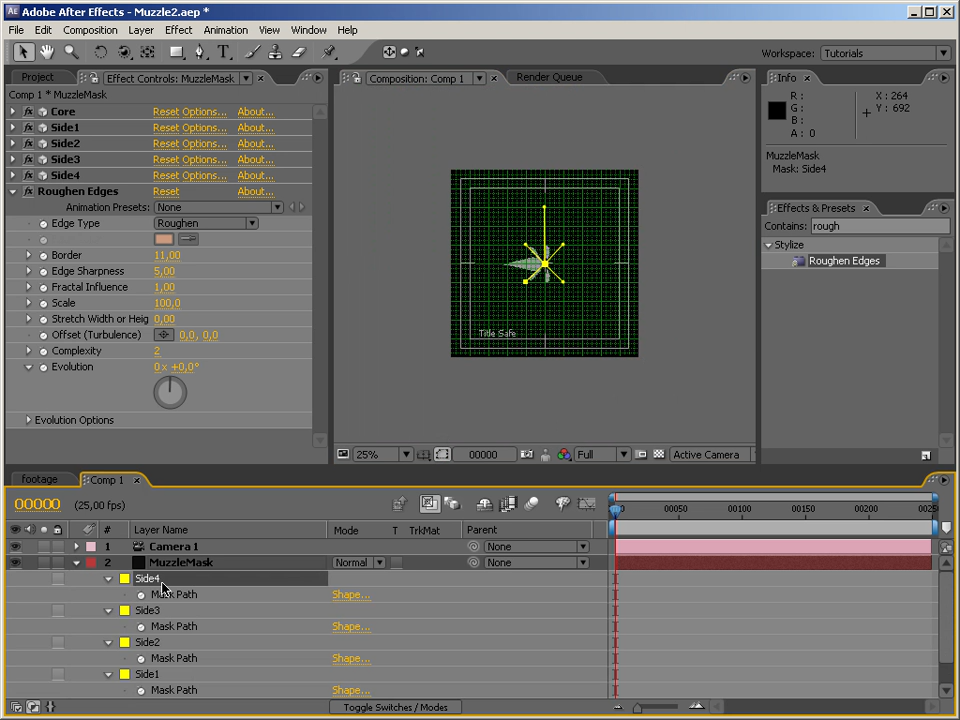 Adobe After Effects - Muzzle2.aep *
File Edit Composition Layer Effect Animation View Window Help
Workspace: Tutorials
Project Effect Controls: MuzzleMask
Comp 1 * MuzzleMask
fx Core Reset Options... About...
fx Side1 Reset Options... About...
fx Side2 Reset Options... About...
fx Side3 Reset Options... About...
fx Side4 Reset Options... About...
fx Roughen Edges Reset About...
Animation Presets: None
Edge Type Roughen
Border 11,00
Edge Sharpness 5,00
Fractal Influence 1,00
Scale 100,0
Stretch Width or Heig 0,00
Offset (Turbulence) 0,0, 0,0
Complexity 2
Evolution 0 x +0,0°
Evolution Options
Composition: Comp 1 Render Queue
Title Safe
25% 00000 Full Active Camera
Info
R : X : 264
G : Y : 692
B :
A : 0
MuzzleMask
Mask: Side4
Effects & Presets
Contains: rough
Stylize
Roughen Edges
footage Comp 1
00000 (25,00 fps)
# Layer Name Mode T TrkMat Parent
00050 00100 00150 00200
1 Camera 1 None
2 MuzzleMask Normal None
Side4
Mask Path Shape...
Side3
Mask Path Shape...
Side2
Mask Path Shape...
Side1
Mask Path Shape...
Toggle Switches / Modes